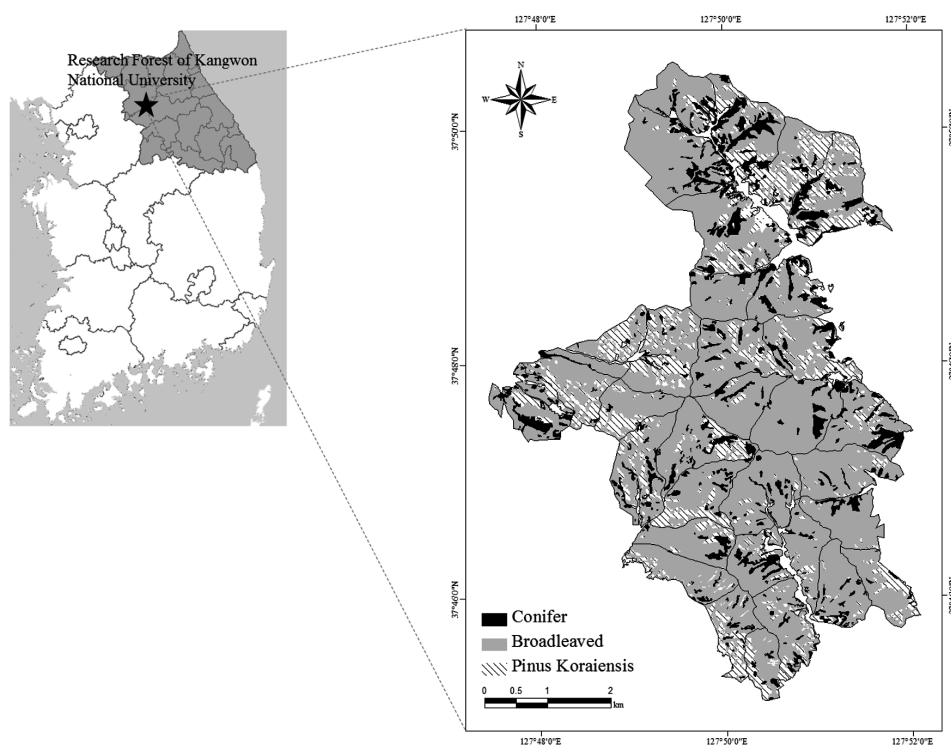 Research Forest of Kangwon
National University
127°48'0"E 127°50'0"E 127°52'0"E
N
W E
S
37°50'0"N
37°48'0"N
37°46'0"N
Conifer
Broadleaved
Pinus Koraiensis
0 0.5 1 2
km
127°48'0"E 127°50'0"E 127°52'0"E